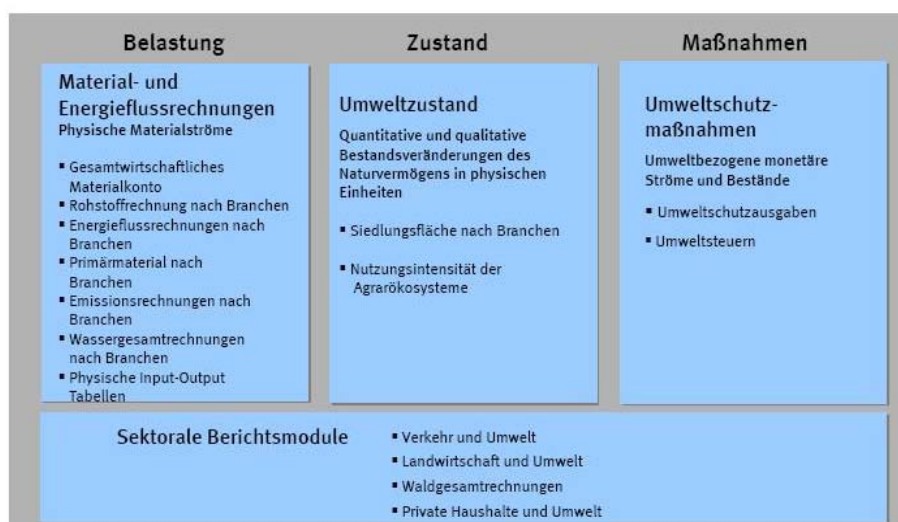 Belastung
Zustand
Maßnahmen
Material- und
Energieflussrechnungen
Physische Materialströme
▪ Gesamtwirtschaftliches
Materialkonto
▪ Rohstoffrechnung nach Branchen
▪ Energieflussrechnungen nach
Branchen
▪ Primärmaterial nach
Branchen
▪ Emissionsrechnungen nach
Branchen
▪ Wassergesamtrechnungen
nach Branchen
▪ Physische Input-Output
Tabellen
Umweltzustand
Quantitative und qualitative
Bestandsveränderungen des
Naturvermögens in physischen
Einheiten
▪ Siedlungsfläche nach Branchen
▪ Nutzungsintensität der
Agrarökosysteme
Umweltschutz-
maßnahmen
Umweltbezogene monetäre
Ströme und Bestände
▪ Umweltschutzausgaben
▪ Umweltsteuern
Sektorale Berichtsmodule
▪ Verkehr und Umwelt
▪ Landwirtschaft und Umwelt
▪ Waldgesamtrechnungen
▪ Private Haushalte und Umwelt